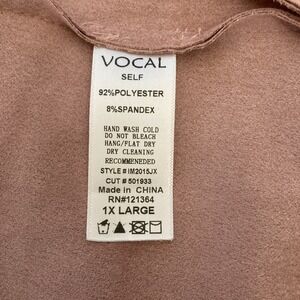 VOCAL
SELF
92%POLYESTER
8%SPANDEX
HAND WASH COLD
DO NOT BLEACH
HANG/FLAT DRY
DRY CLEANING
RECOMMENEDED
STYLE # IM2015JX
CUT # 501933
Made in CHINA
RN#121364
1X LARGE